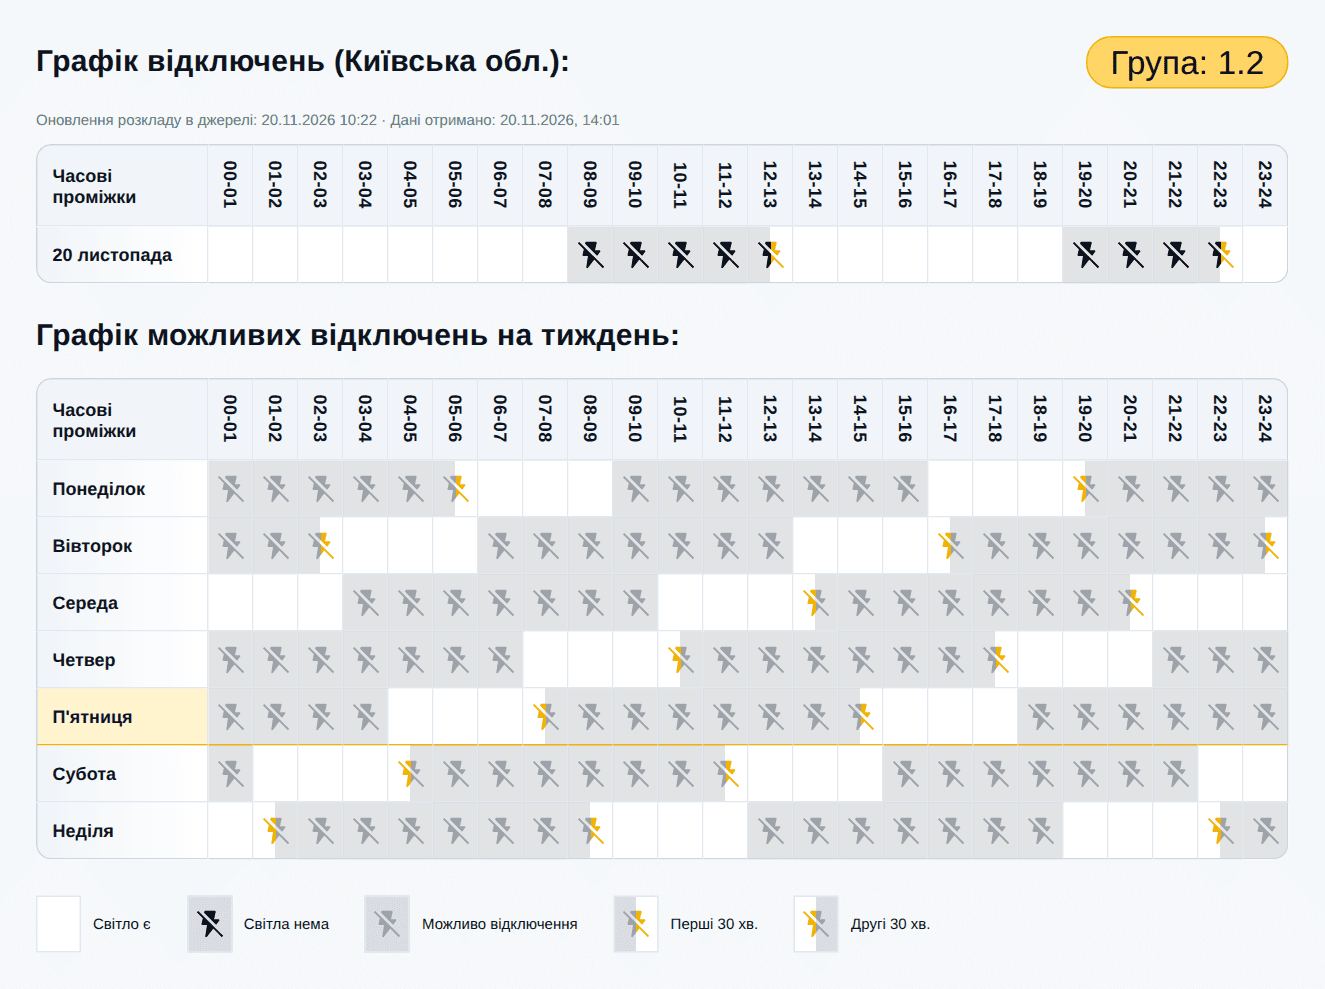 Графік відключень (Київська обл.):
Група: 1.2
Оновлення розкладу в джерелі: 20.11.2026 10:22 · Дані отримано: 20.11.2026, 14:01
Часові проміжки 00-01 01-02 02-03 03-04 04-05 05-06 06-07 07-08 08-09 09-10 10-11 11-12 12-13 13-14 14-15 15-16 16-17 17-18 18-19 19-20 20-21 21-22 22-23 23-24
20 листопада
Графік можливих відключень на тиждень:
Часові проміжки 00-01 01-02 02-03 03-04 04-05 05-06 06-07 07-08 08-09 09-10 10-11 11-12 12-13 13-14 14-15 15-16 16-17 17-18 18-19 19-20 20-21 21-22 22-23 23-24
Понеділок
Вівторок
Середа
Четвер
П'ятниця
Субота
Неділя
Світло є Світла нема Можливо відключення Перші 30 хв. Другі 30 хв.